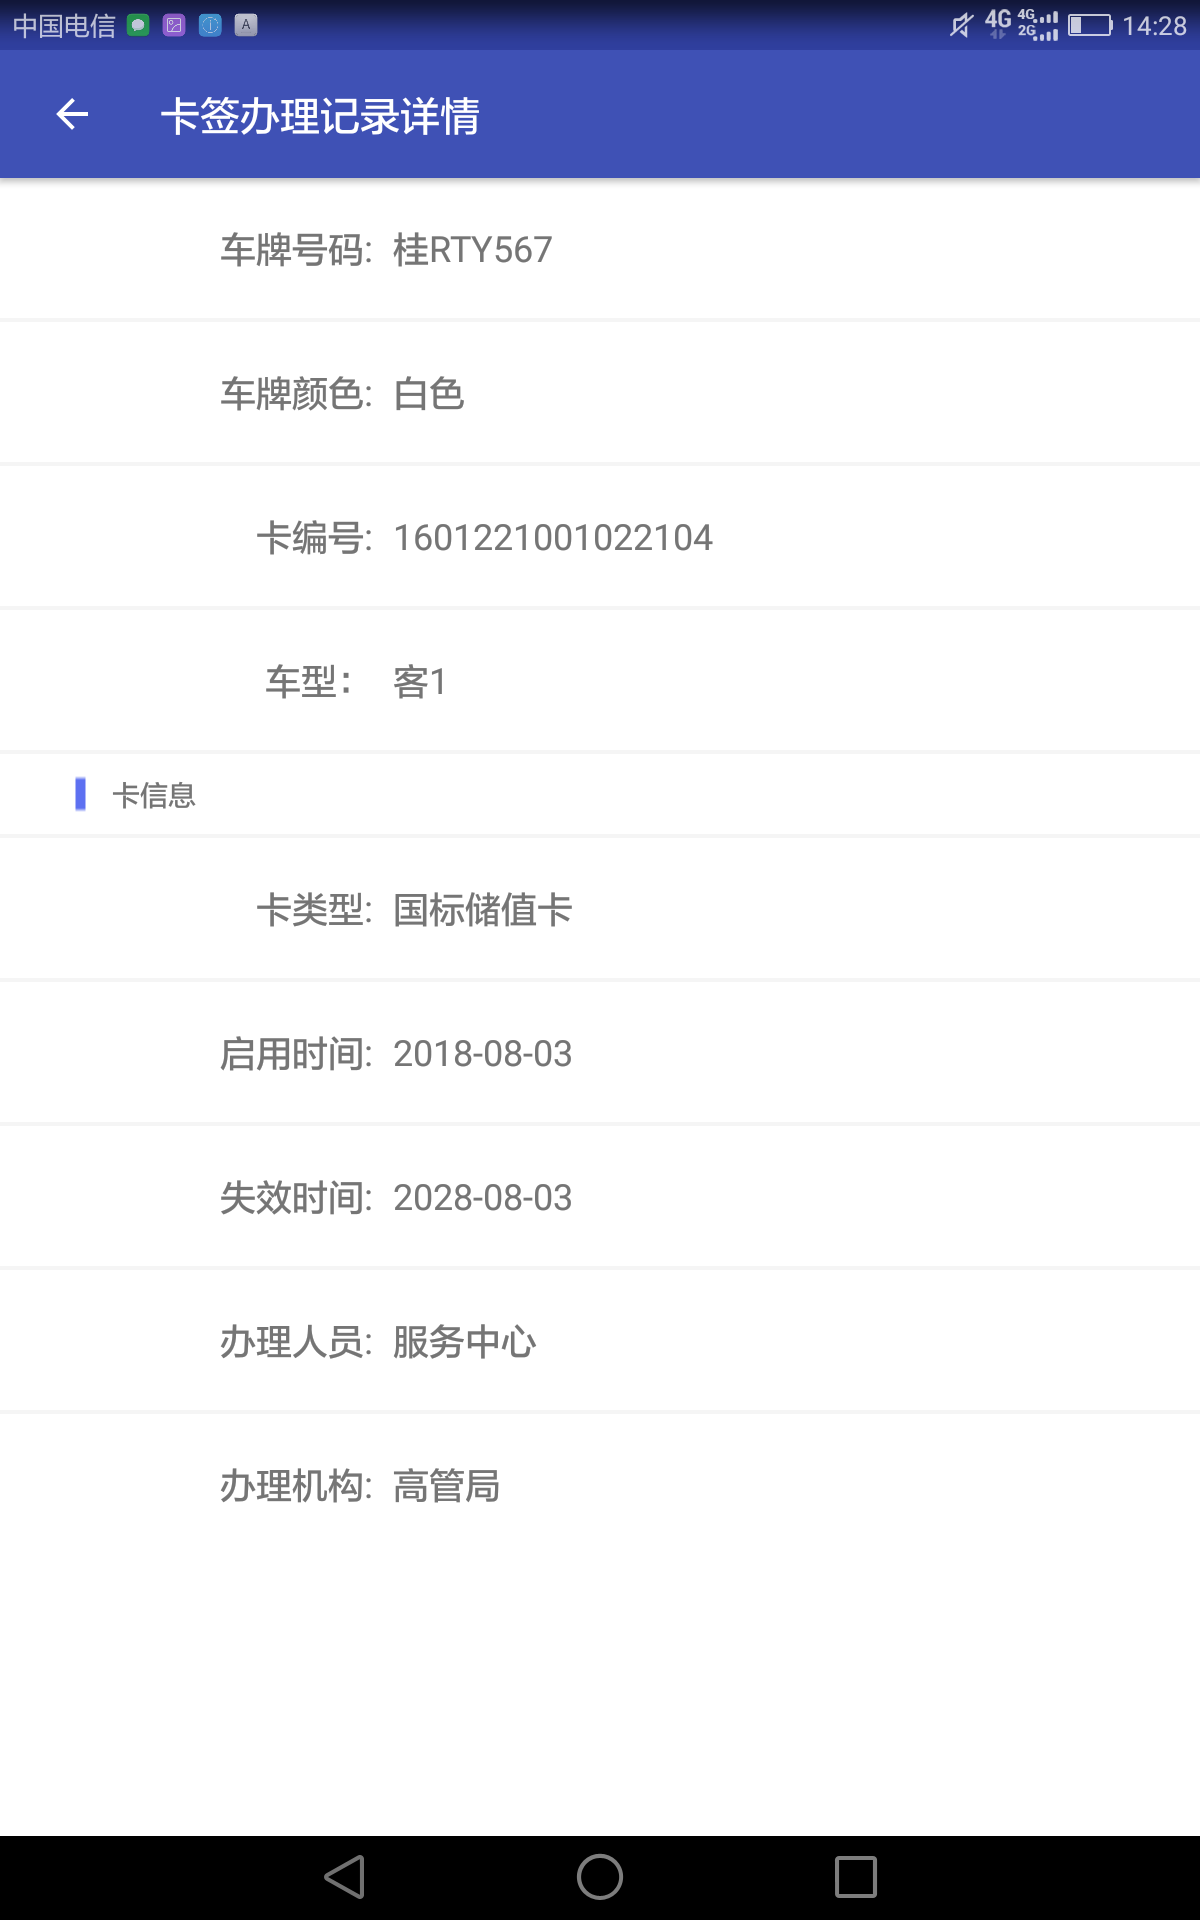 中国电信 A 4G 4G 2G 14:28
卡签办理记录详情
车牌号码: 桂RTY567
车牌颜色: 白色
卡编号: 1601221001022104
车型： 客1
卡信息
卡类型: 国标储值卡
启用时间: 2018-08-03
失效时间: 2028-08-03
办理人员: 服务中心
办理机构: 高管局